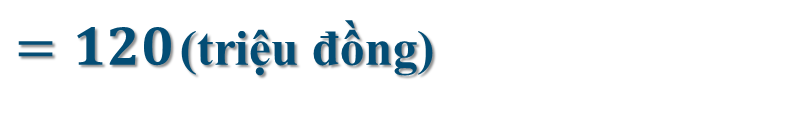 = 120 (triệu đồng)